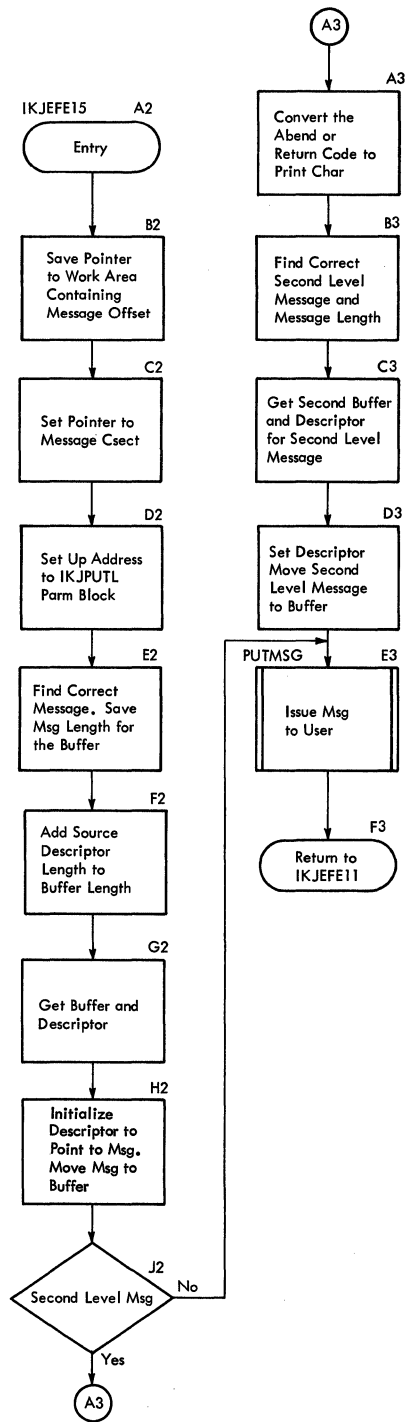 IKJEFE15 A2
Entry
B2
Save Pointer
to Work Area
Containing
Message Offset
C2
Set Pointer to
Message Csect
D2
Set Up Address
to IKJPUTL
Parm Block
E2
Find Correct
Message. Save
Msg Length for
the Buffer
F2
Add Source
Descriptor
Length to
Buffer Length
G2
Get Buffer and
Descriptor
H2
Initialize
Descriptor to
Point to Msg.
Move Msg to
Buffer
J2
Second Level Msg
No
Yes
A3
A3
A3
Convert the
Abend or
Return Code to
Print Char
B3
Find Correct
Second Level
Message and
Message Length
C3
Get Second Buffer
and Descriptor
for Second Level
Message
D3
Set Descriptor
Move Second
Level Message
to Buffer
PUTMSG E3
Issue Msg
to User
F3
Return to
IKJEFE11